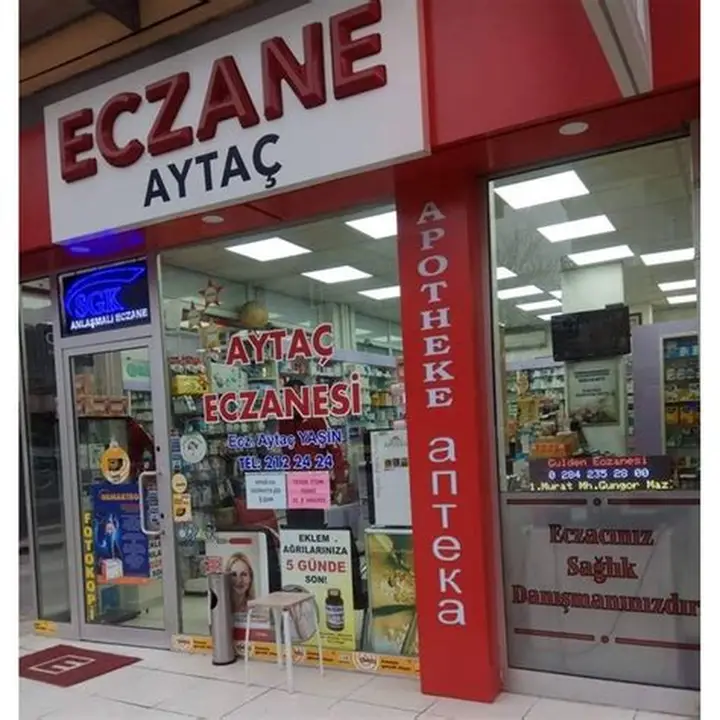 ECZANE
AYTAÇ
SGK
ANLAŞMALI ECZANE
AYTAÇ
ECZANESİ
Ecz. Aytaç YAŞIN
TEL: 212 24 24
APOTHEKE аптека
FOTOKOPİ
EKLEM
AĞRILARINIZA
5 GÜNDE
SON!
Gulden Eczanesi
0 284 235 28 00
1.Murat Mh.Gungor Maz
Eczacınız
Sağlık
Danışmanınızdır